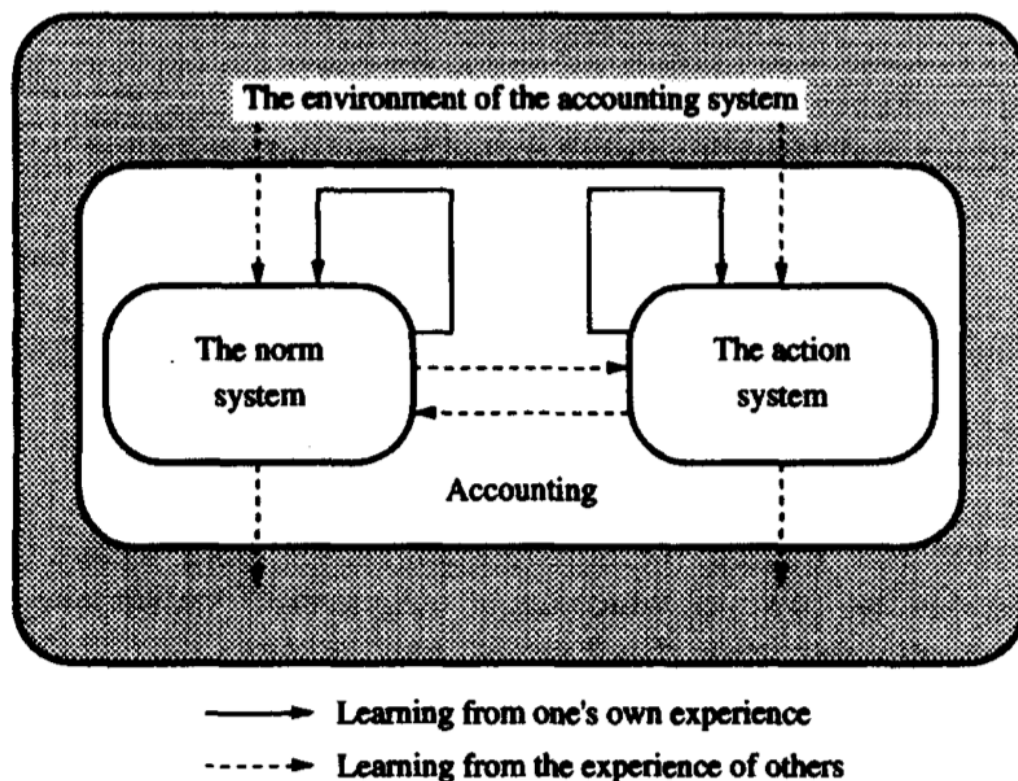 The environment of the accounting system
The norm
system
The action
system
Accounting
Learning from one's own experience
Learning from the experience of others